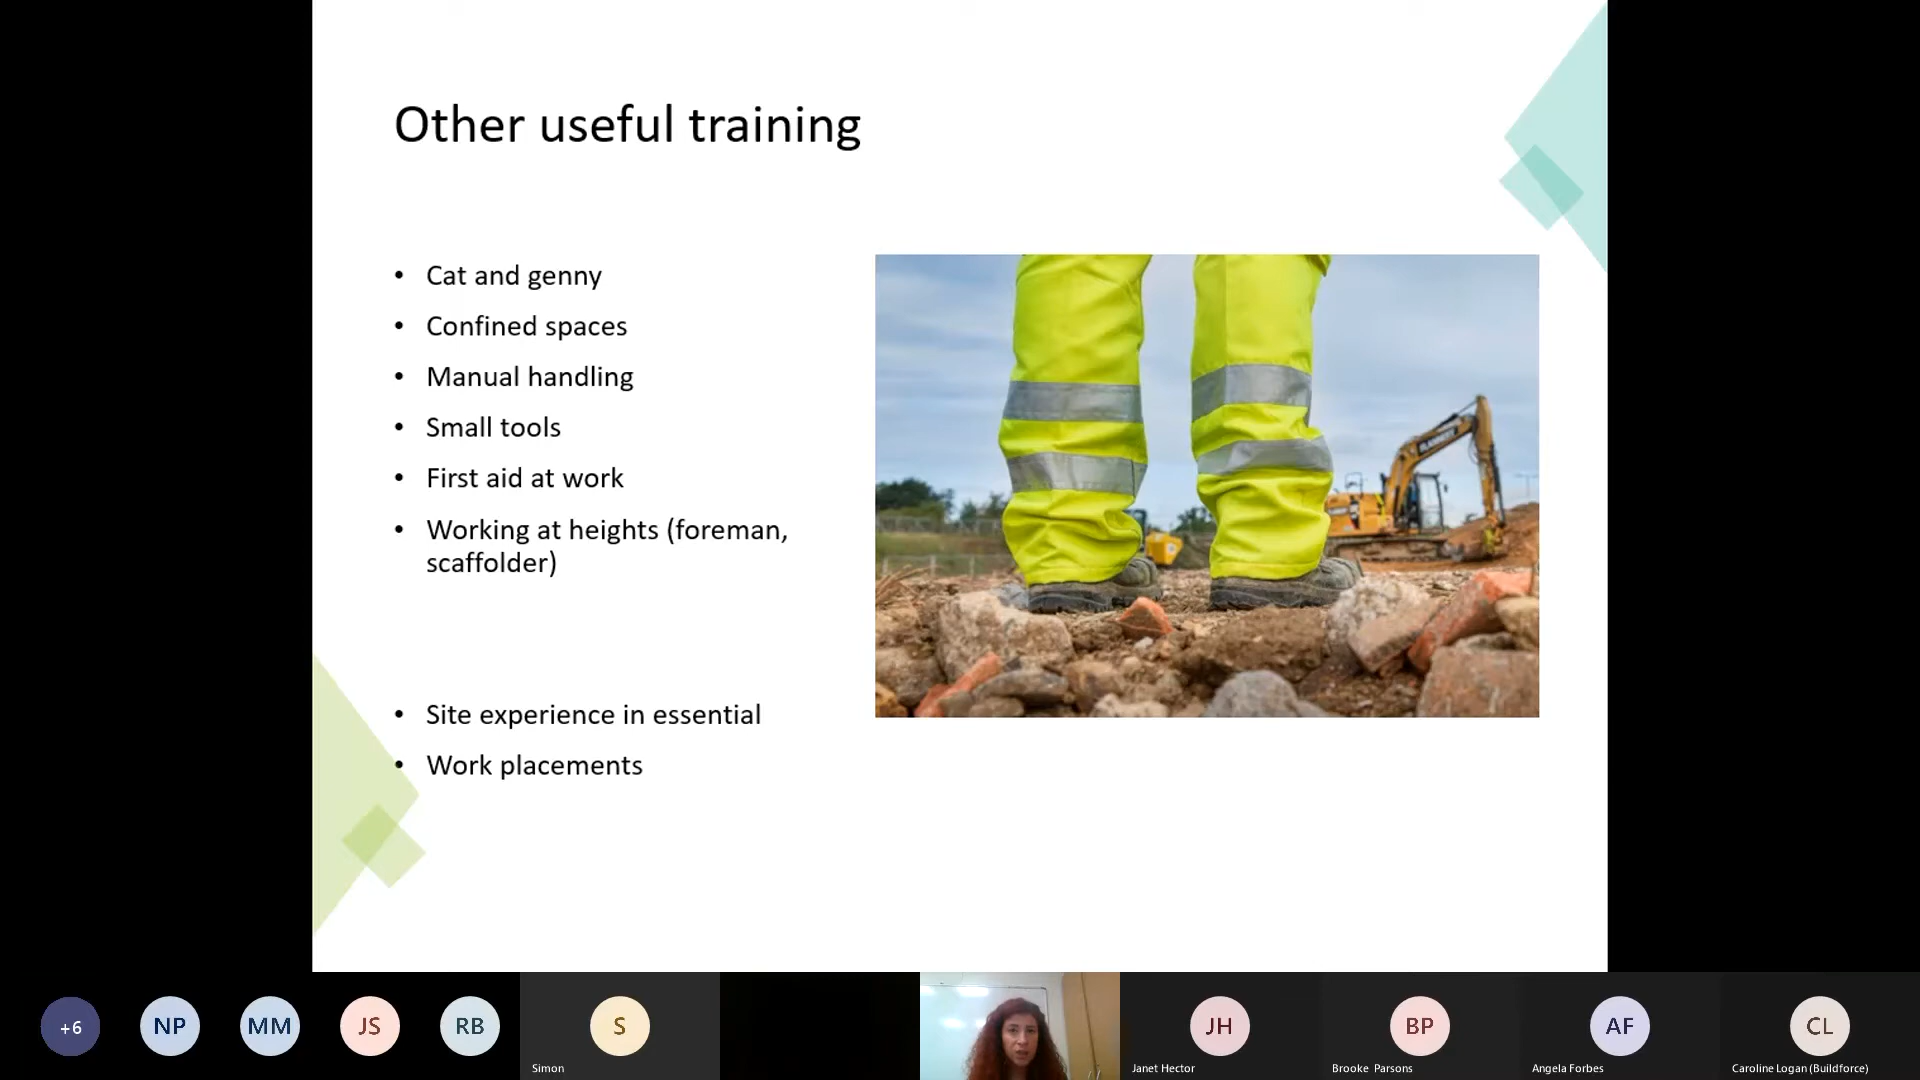 Other useful training
• Cat and genny
• Confined spaces
• Manual handling
• Small tools
• First aid at work
• Working at heights (foreman,
scaffolder)
• Site experience in essential
• Work placements
+6
NP
MM
JS
RB
S
Simon
JH
Janet Hector
BP
Brooke Parsons
AF
Angela Forbes
CL
Caroline Logan (Buildforce)